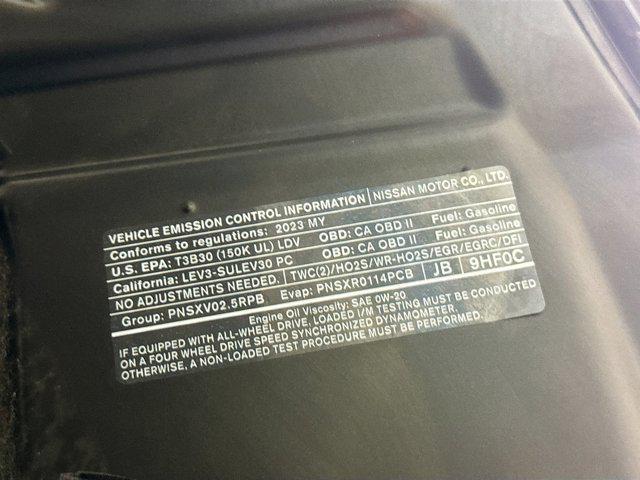 VEHICLE EMISSION CONTROL INFORMATION NISSAN MOTOR CO., LTD.
Conforms to regulations: 2023 MY
U.S. EPA: T3B30 (150K UL) LDV OBD: CA OBD II Fuel: Gasoline
California: LEV3-SULEV30 PC OBD: CA OBD II Fuel: Gasoline
NO ADJUSTMENTS NEEDED. TWC(2)/HO2S/WR-HO2S/EGR/EGRC/DFI
Group: PNSXV02.5RPB Evap: PNSXR0114PCB JB 9HF0C
Engine Oil Viscosity: SAE 0W-20
IF EQUIPPED WITH ALL-WHEEL DRIVE, LOADED I/M TESTING MUST BE CONDUCTED
ON A FOUR WHEEL DRIVE SPEED SYNCHRONIZED DYNAMOMETER.
OTHERWISE, A NON-LOADED TEST PROCEDURE MUST BE PERFORMED.